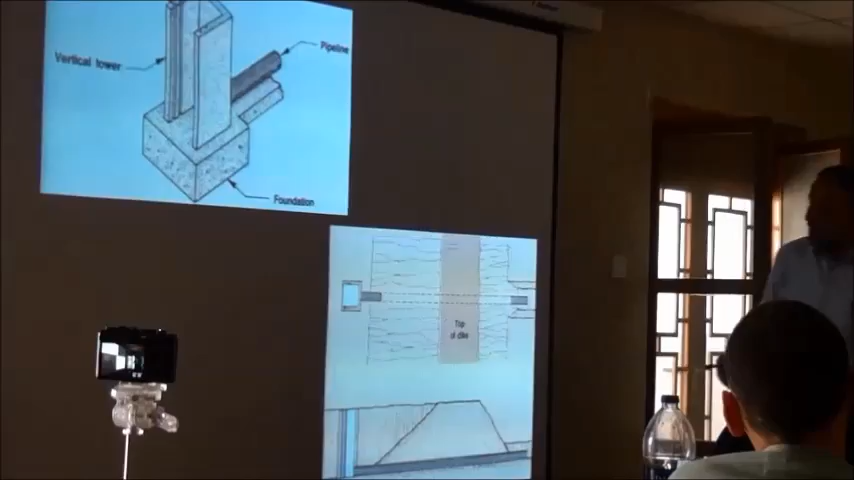 Vertical tower
Pipeline
Foundation
Top
of dike